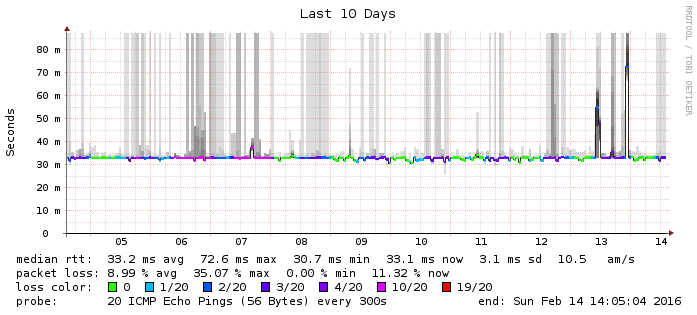 Last 10 Days
RRDTOOL / TOBI OETIKER
Seconds
80 m
70 m
60 m
50 m
40 m
30 m
20 m
10 m
0
05 06 07 08 09 10 11 12 13 14
median rtt: 33.2 ms avg 72.6 ms max 30.7 ms min 33.1 ms now 3.1 ms sd 10.5 am/s
packet loss: 8.99 % avg 35.07 % max 0.00 % min 11.32 % now
loss color: 0 1/20 2/20 3/20 4/20 10/20 19/20
probe: 20 ICMP Echo Pings (56 Bytes) every 300s end: Sun Feb 14 14:05:04 2016